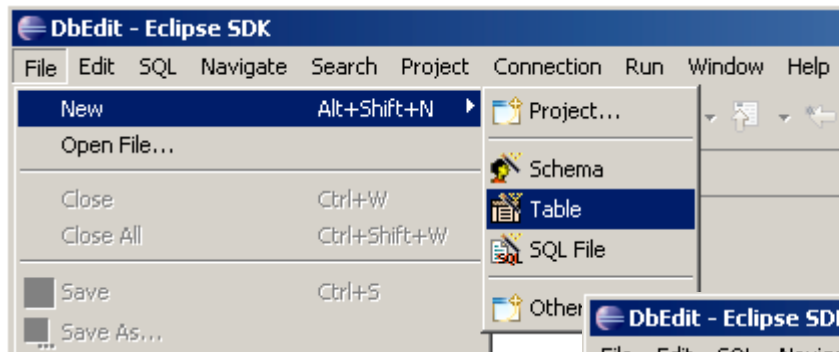 DbEdit - Eclipse SDK
File Edit SQL Navigate Search Project Connection Run Window Help
New Alt+Shift+N
Open File...
Close Ctrl+W
Close All Ctrl+Shift+W
Save Ctrl+S
Save As...
Project...
Schema
Table
SQL File
Other
DbEdit - Eclipse SD